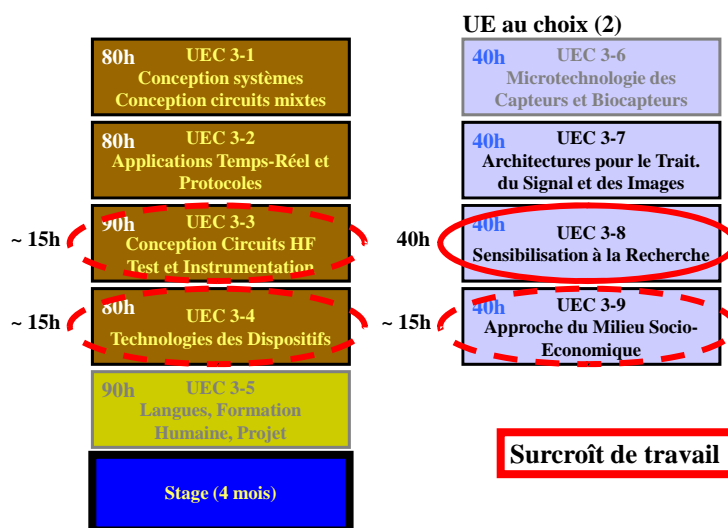 80h
UEC 3-1
Conception systèmes
Conception circuits mixtes
80h
UEC 3-2
Applications Temps-Réel et
Protocoles
~ 15h
90h
UEC 3-3
Conception Circuits HF
Test et Instrumentation
~ 15h
80h
UEC 3-4
Technologies des Dispositifs
90h
UEC 3-5
Langues, Formation
Humaine, Projet
Stage (4 mois)
UE au choix (2)
40h
UEC 3-6
Microtechnologie des
Capteurs et Biocapteurs
40h
UEC 3-7
Architectures pour le Trait.
du Signal et des Images
40h
40h
UEC 3-8
Sensibilisation à la Recherche
~ 15h
40h
UEC 3-9
Approche du Milieu Socio-
Economique
Surcroît de travail